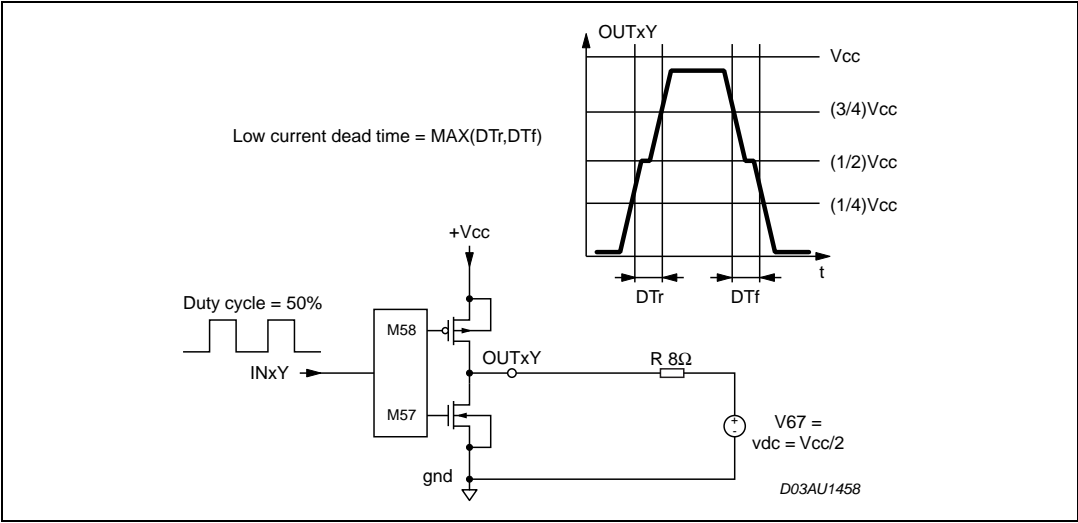 OUTxY
Vcc
(3/4)Vcc
Low current dead time = MAX(DTr,DTf)
(1/2)Vcc
(1/4)Vcc
+Vcc
t
DTr
DTf
Duty cycle = 50%
M58
OUTxY
R 8Ω
INxY
M57
+
-
V67 =
vdc = Vcc/2
gnd
D03AU1458